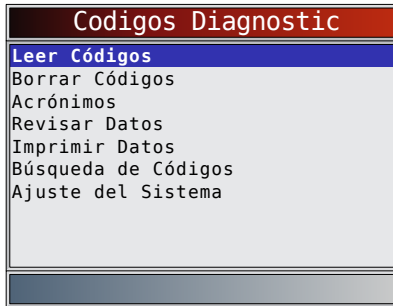 Codigos Diagnostic
Leer Códigos
Borrar Códigos
Acrónimos
Revisar Datos
Imprimir Datos
Búsqueda de Códigos
Ajuste del Sistema